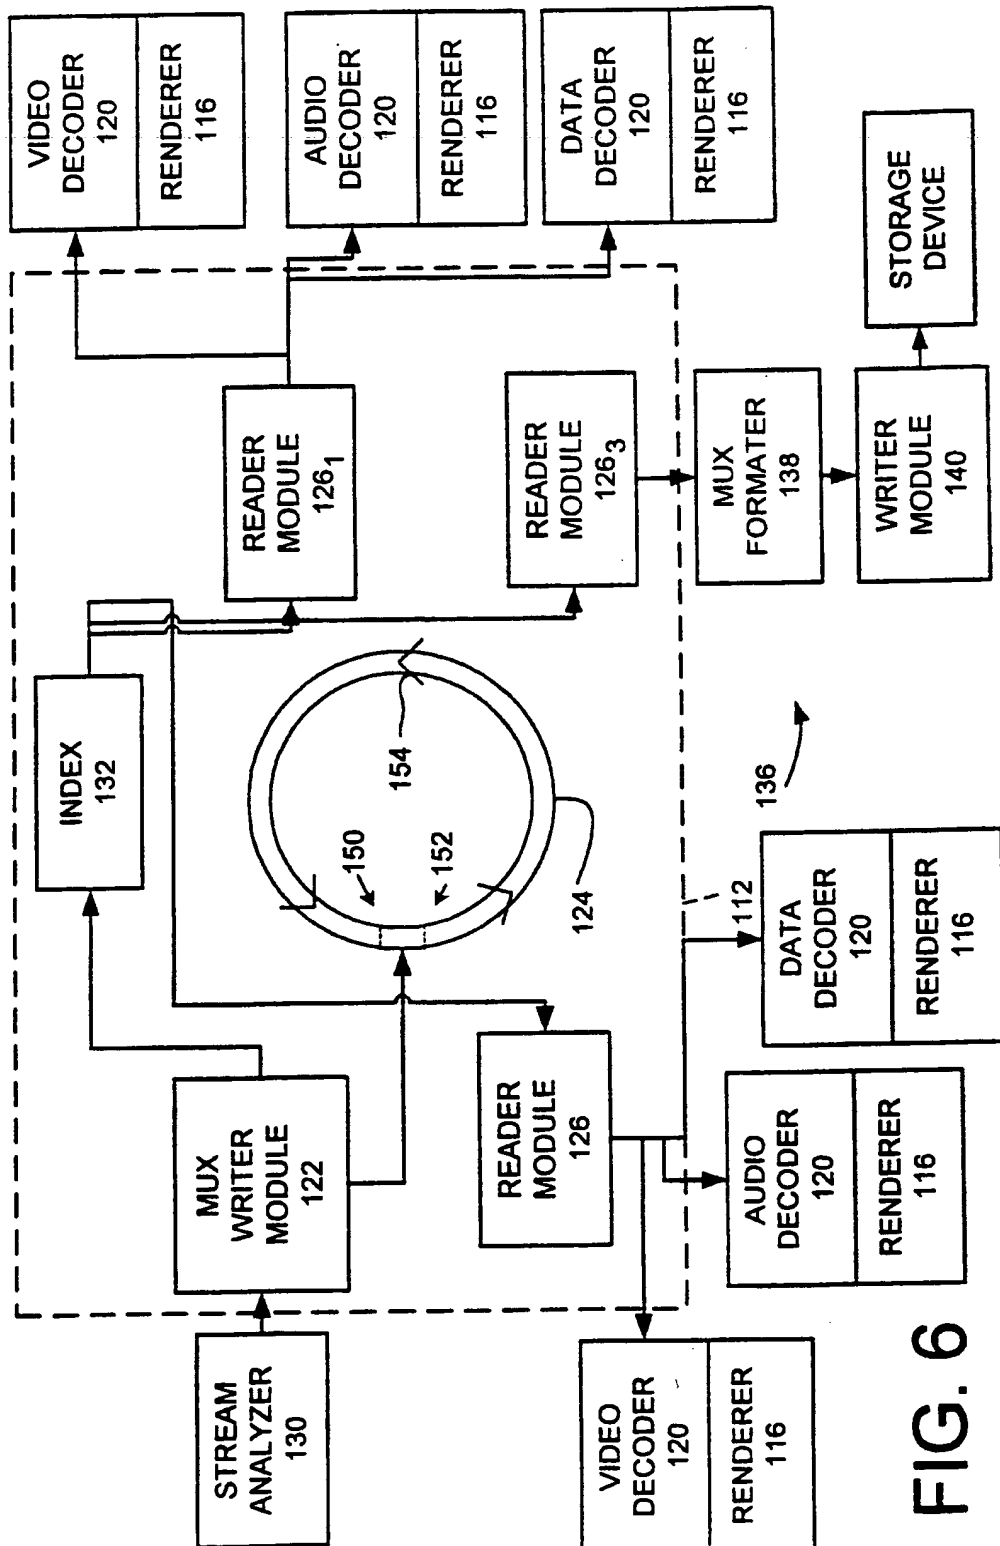 VIDEO
DECODER
120
RENDERER
116
AUDIO
DECODER
120
RENDERER
116
DATA
DECODER
120
RENDERER
116
STORAGE
DEVICE
READER
MODULE
126₁
READER
MODULE
126₃
MUX
FORMATER
138
WRITER
MODULE
140
INDEX
132
154
150
152
124
136
112
MUX
WRITER
MODULE
122
READER
MODULE
126
DATA
DECODER
120
RENDERER
116
AUDIO
DECODER
120
RENDERER
116
STREAM
ANALYZER
130
VIDEO
DECODER
120
RENDERER
116
FIG. 6